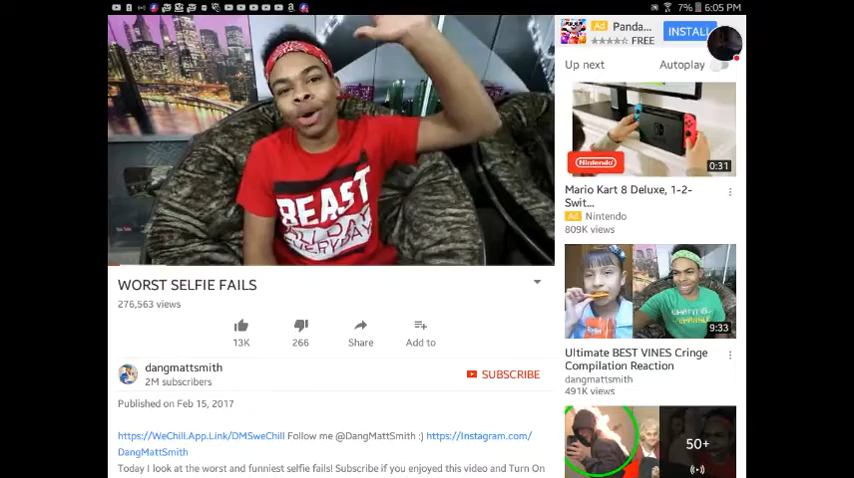 7% 6:05 PM
BEAST
ALL DAY
EVERYDAY
WORST SELFIE FAILS
276,563 views
13K
266
Share
Add to
dangmattsmith
2M subscribers
SUBSCRIBE
Published on Feb 15, 2017
https://WeChill.App.Link/DMSweChill Follow me @DangMattSmith :) https://Instagram.com/
DangMattSmith
Today I look at the worst and funniest selfie fails! Subscribe if you enjoyed this video and Turn On
Ad Panda...
FREE
INSTALL
Up next
Autoplay
Nintendo
0:31
Mario Kart 8 Deluxe, 1-2-
Swit...
Ad Nintendo
809K views
9:33
Ultimate BEST VINES Cringe
Compilation Reaction
dangmattsmith
491K views
50+